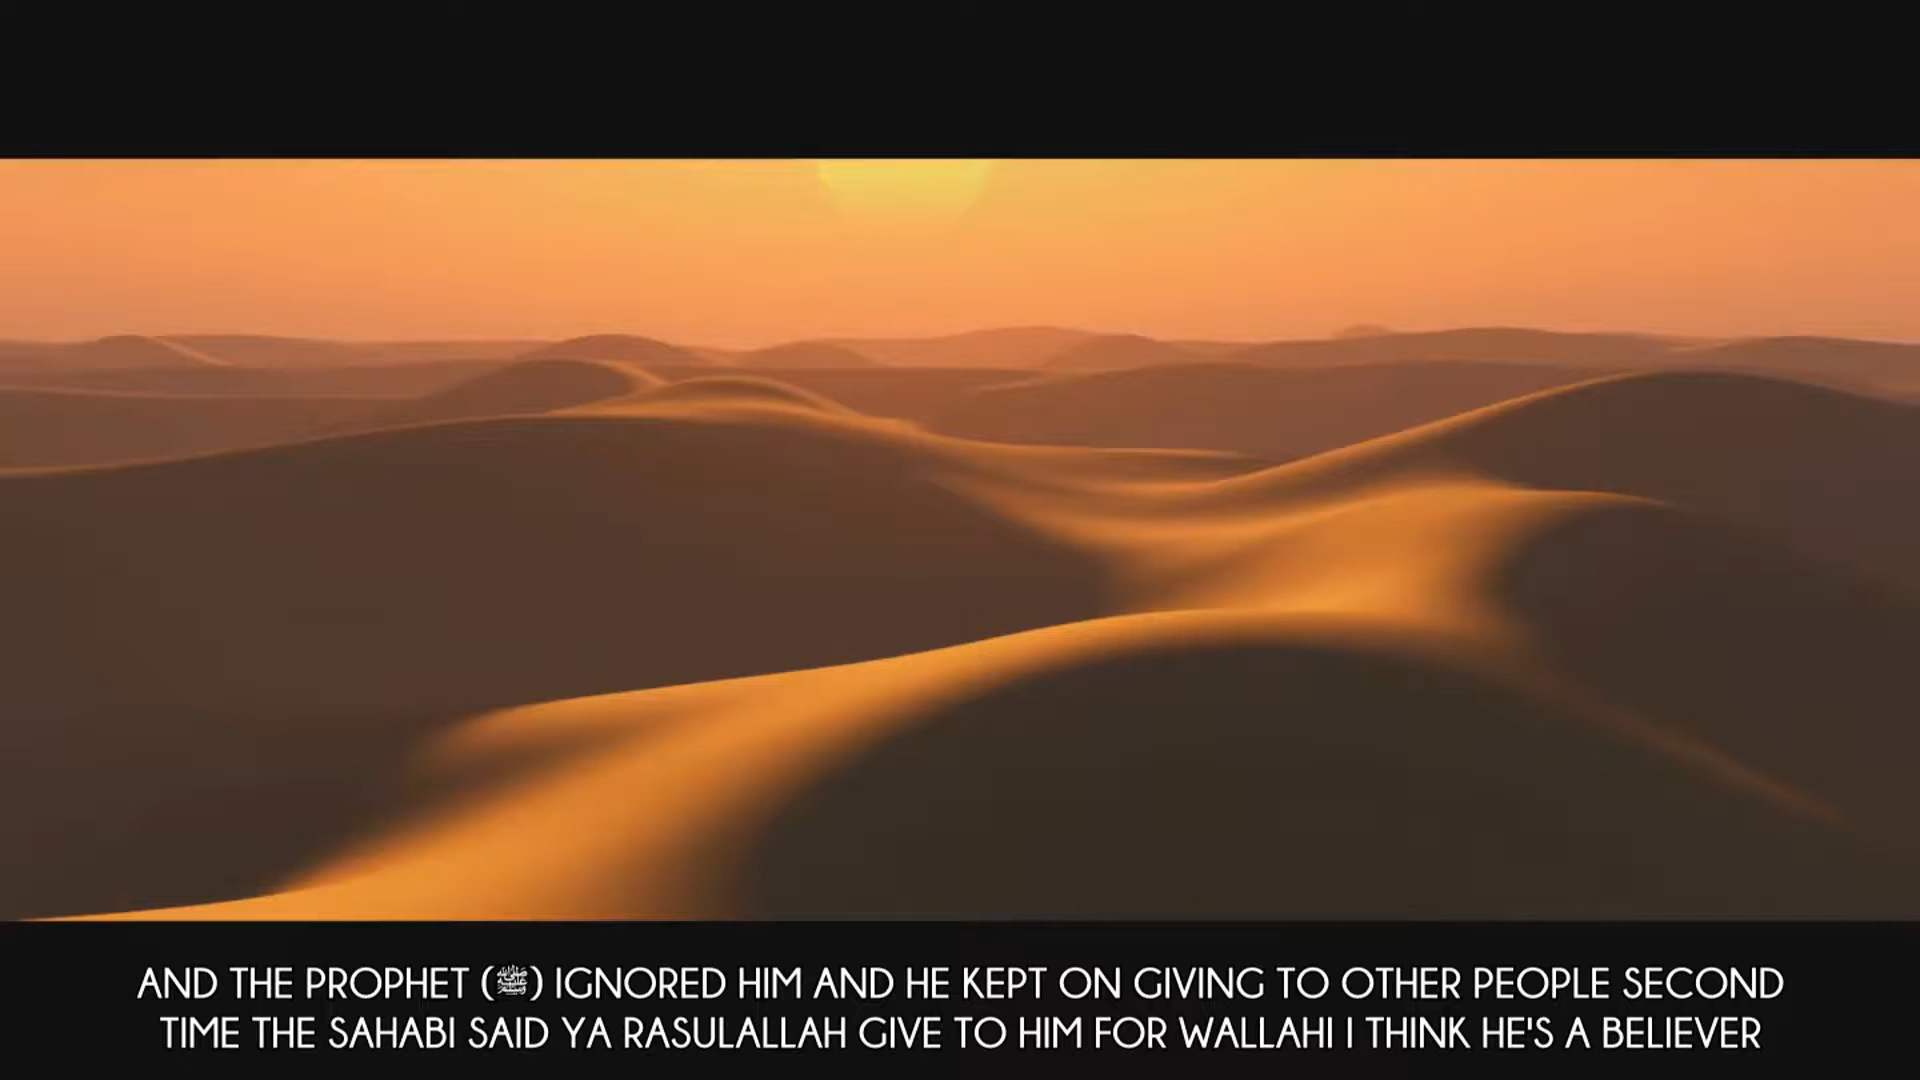 AND THE PROPHET (ﷺ) IGNORED HIM AND HE KEPT ON GIVING TO OTHER PEOPLE SECOND
TIME THE SAHABI SAID YA RASULALLAH GIVE TO HIM FOR WALLAHI I THINK HE'S A BELIEVER